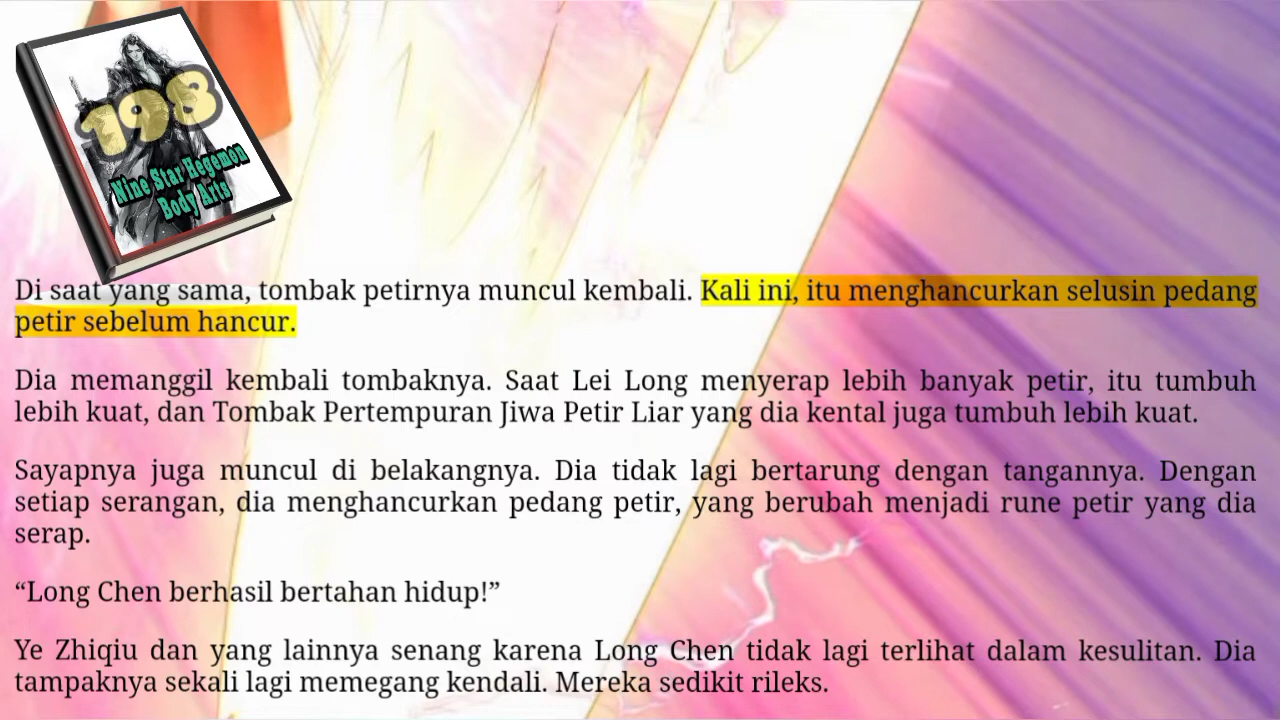 198
Nine Star Hegemon
Body Arts
Di saat yang sama, tombak petirnya muncul kembali. Kali ini, itu menghancurkan selusin pedang
petir sebelum hancur.
Dia memanggil kembali tombaknya. Saat Lei Long menyerap lebih banyak petir, itu tumbuh
lebih kuat, dan Tombak Pertempuran Jiwa Petir Liar yang dia kental juga tumbuh lebih kuat.
Sayapnya juga muncul di belakangnya. Dia tidak lagi bertarung dengan tangannya. Dengan
setiap serangan, dia menghancurkan pedang petir, yang berubah menjadi rune petir yang dia
serap.
“Long Chen berhasil bertahan hidup!”
Ye Zhiqiu dan yang lainnya senang karena Long Chen tidak lagi terlihat dalam kesulitan. Dia
tampaknya sekali lagi memegang kendali. Mereka sedikit rileks.